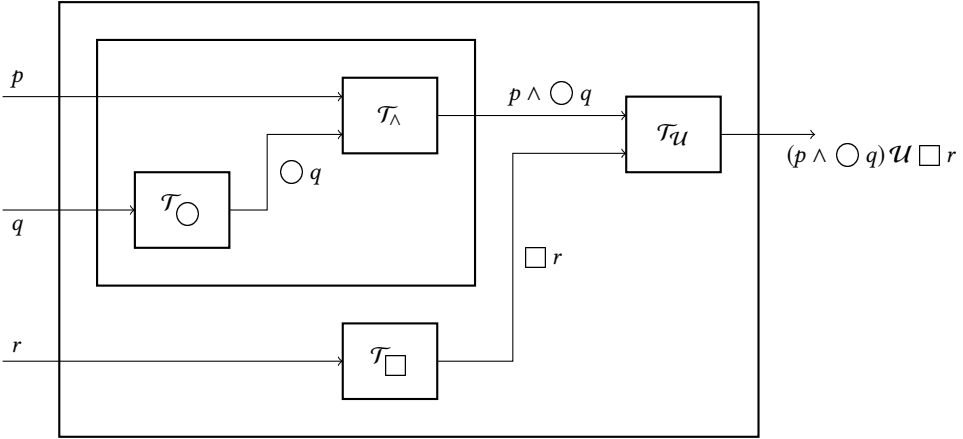 p
𝒯∧
p ∧ ◯ q
𝒯𝒰
(p ∧ ◯ q) 𝒰 □ r
◯ q
𝒯◯
q
□ r
r
𝒯□